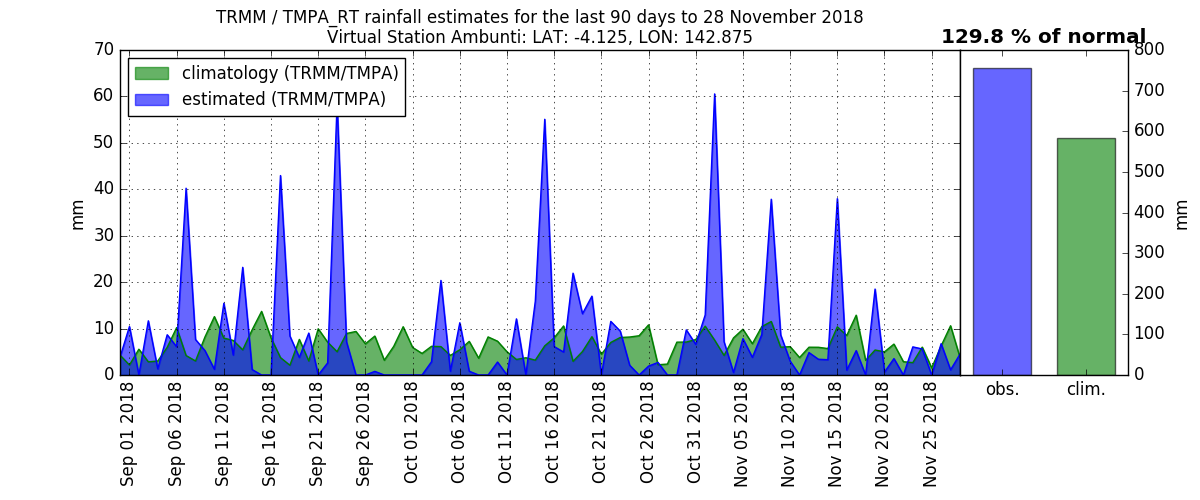 TRMM / TMPA_RT rainfall estimates for the last 90 days to 28 November 2018
Virtual Station Ambunti: LAT: -4.125, LON: 142.875
129.8 % of normal
climatology (TRMM/TMPA)
estimated (TRMM/TMPA)
70
60
50
40
30
20
10
0
mm
Sep 01 2018
Sep 06 2018
Sep 11 2018
Sep 16 2018
Sep 21 2018
Sep 26 2018
Oct 01 2018
Oct 06 2018
Oct 11 2018
Oct 16 2018
Oct 21 2018
Oct 26 2018
Oct 31 2018
Nov 05 2018
Nov 10 2018
Nov 15 2018
Nov 20 2018
Nov 25 2018
obs.
clim.
800
700
600
500
400
300
200
100
0
mm